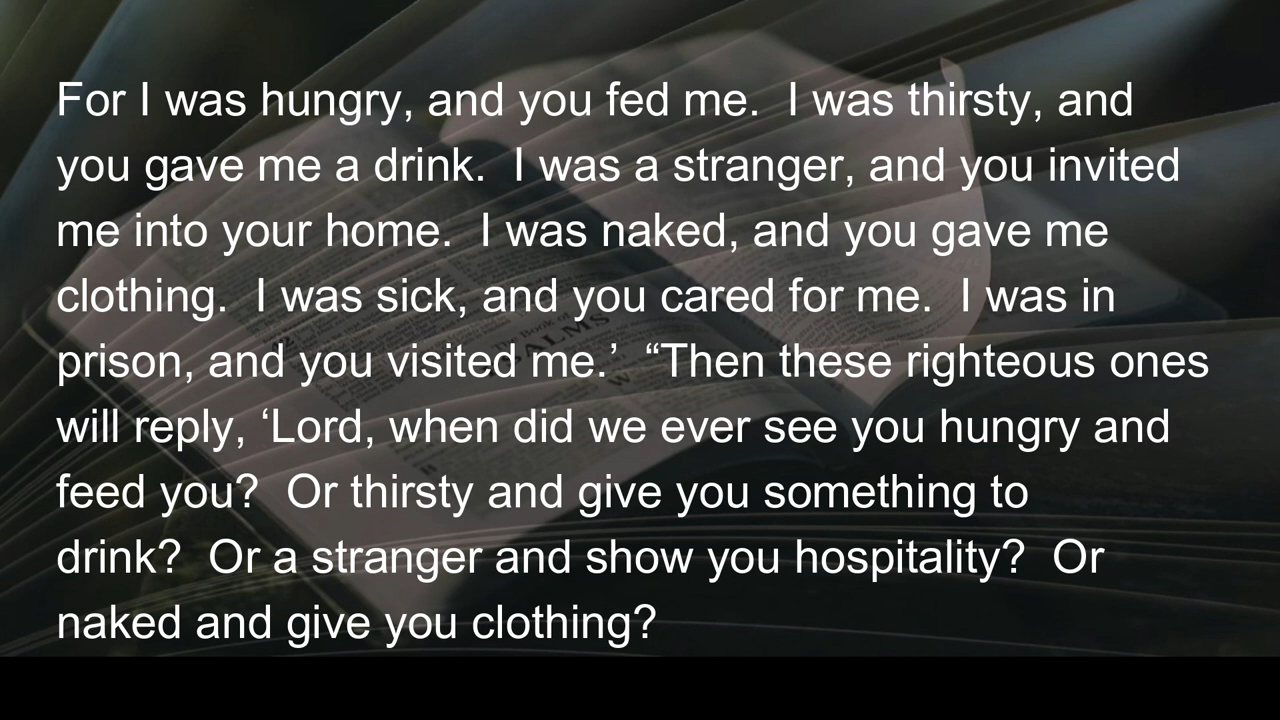 For I was hungry, and you fed me.  I was thirsty, and
you gave me a drink.  I was a stranger, and you invited
me into your home.  I was naked, and you gave me
clothing.  I was sick, and you cared for me.  I was in
prison, and you visited me.’  “Then these righteous ones
will reply, ‘Lord, when did we ever see you hungry and
feed you?  Or thirsty and give you something to
drink?  Or a stranger and show you hospitality?  Or
naked and give you clothing?
Book of
PSALMS